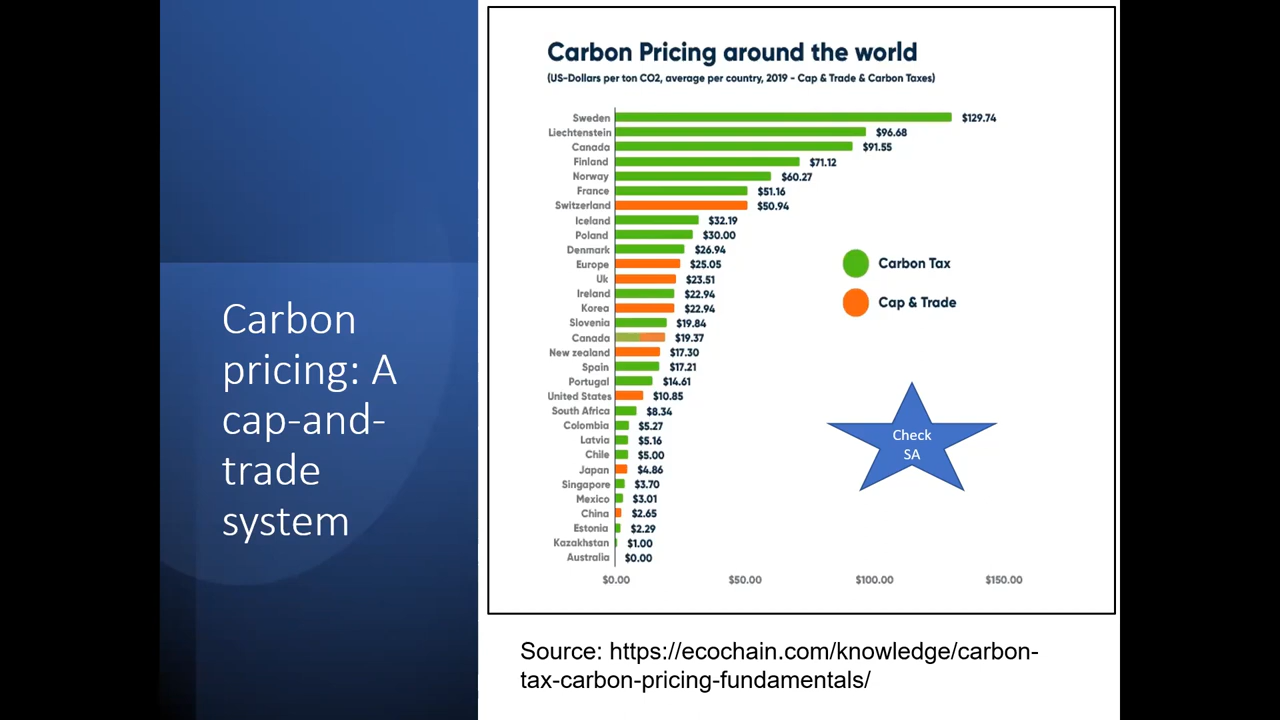 Carbon
pricing: A
cap-and-
trade
system
Carbon Pricing around the world
(US-Dollars per ton CO2, average per country, 2019 - Cap & Trade & Carbon Taxes)
Sweden $129.74
Liechtenstein $96.68
Canada $91.55
Finland $71.12
Norway $60.27
France $51.16
Switzerland $50.94
Iceland $32.19
Poland $30.00
Denmark $26.94
Europe $25.05
Uk $23.51
Ireland $22.94
Korea $22.94
Slovenia $19.84
Canada $19.37
New zealand $17.30
Spain $17.21
Portugal $14.61
United States $10.85
South Africa $8.34
Colombia $5.27
Latvia $5.16
Chile $5.00
Japan $4.86
Singapore $3.70
Mexico $3.01
China $2.65
Estonia $2.29
Kazakhstan $1.00
Australia $0.00
$0.00 $50.00 $100.00 $150.00
Carbon Tax
Cap & Trade
Check
SA
Source: https://ecochain.com/knowledge/carbon-
tax-carbon-pricing-fundamentals/